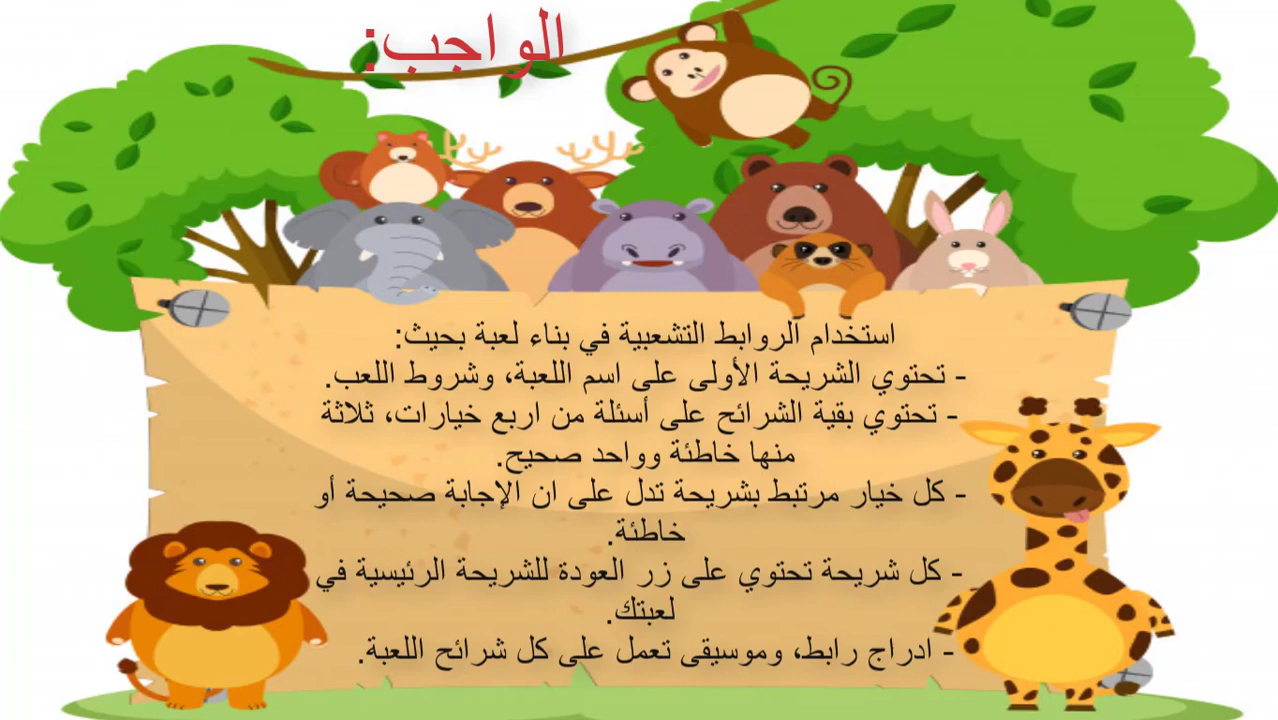 الواجب:
استخدام الروابط التشعبية في بناء لعبة بحيث:
- تحتوي الشريحة الأولى على اسم اللعبة، وشروط اللعب.
- تحتوي بقية الشرائح على أسئلة من اربع خيارات، ثلاثة
منها خاطئة وواحد صحيح.
- كل خيار مرتبط بشريحة تدل على ان الإجابة صحيحة أو
خاطئة.
- كل شريحة تحتوي على زر العودة للشريحة الرئيسية في
لعبتك.
- ادراج رابط، وموسيقى تعمل على كل شرائح اللعبة.